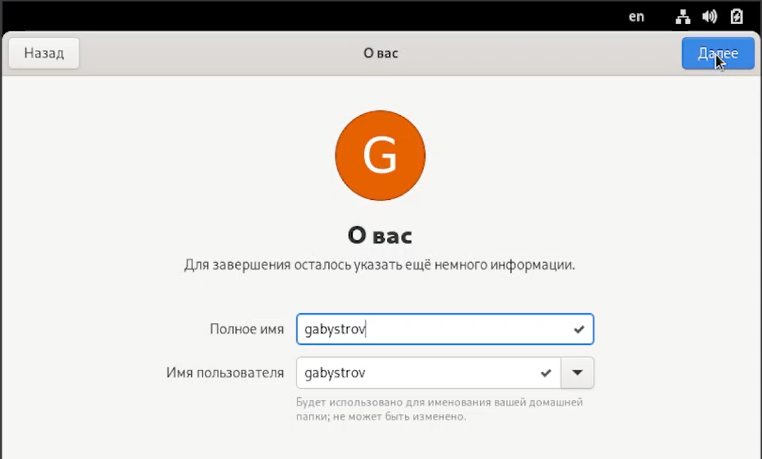 en
Назад
О вас
Далее
G
О вас
Для завершения осталось указать ещё немного информации.
Полное имя gabystrov
Имя пользователя gabystrov
Будет использовано для именования вашей домашней
папки; не может быть изменено.